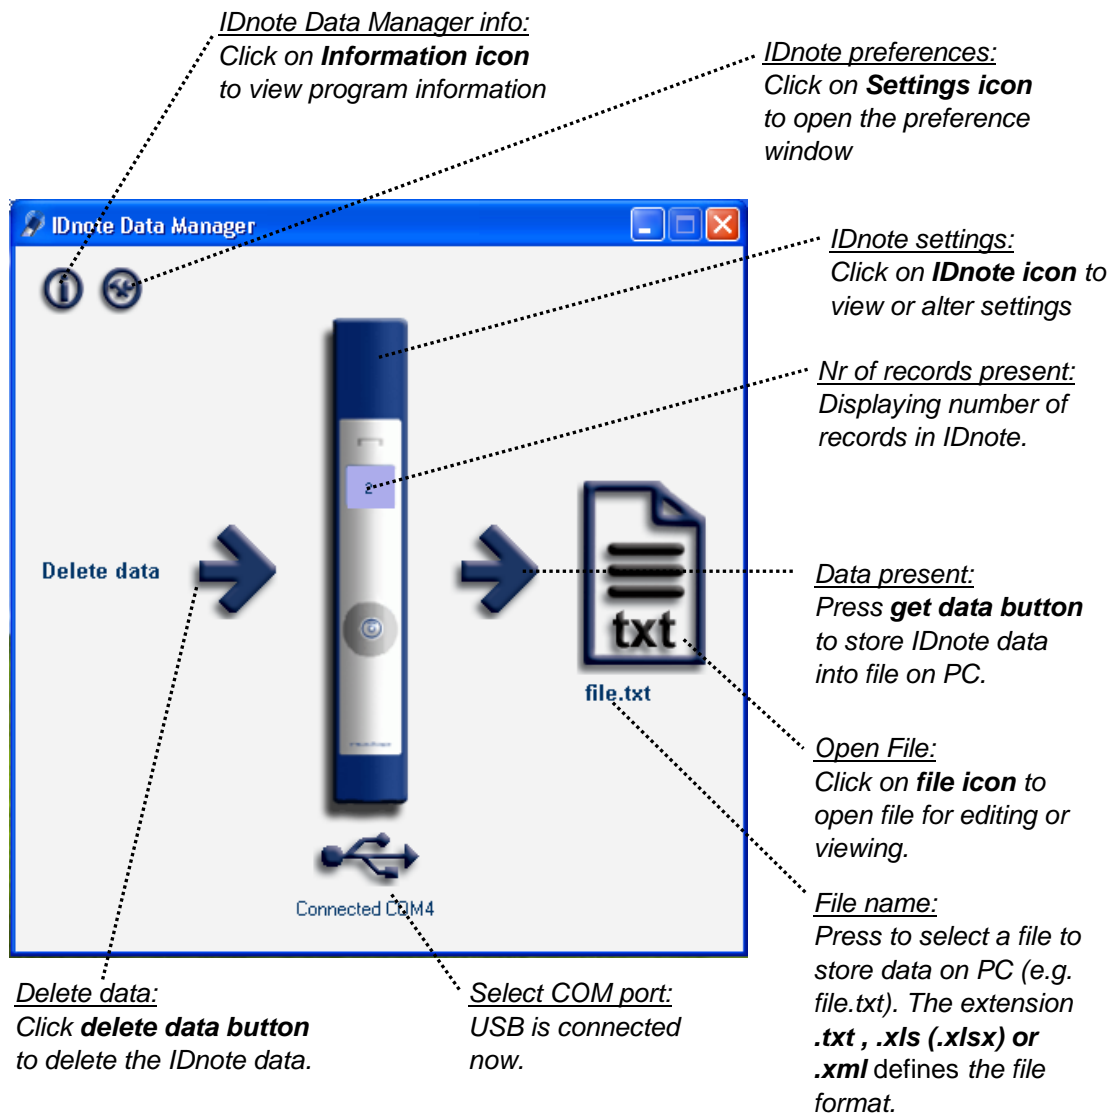 IDnote Data Manager info:
Click on Information icon
to view program information
IDnote preferences:
Click on Settings icon
to open the preference
window
IDnote Data Manager
IDnote settings:
Click on IDnote icon to
view or alter settings
Nr of records present:
Displaying number of
records in IDnote.
2
Delete data
txt
file.txt
Data present:
Press get data button
to store IDnote data
into file on PC.
Open File:
Click on file icon to
open file for editing or
viewing.
Connected COM4
File name:
Press to select a file to
store data on PC (e.g.
file.txt). The extension
.txt , .xls (.xlsx) or
.xml defines the file
format.
Delete data:
Click delete data button
to delete the IDnote data.
Select COM port:
USB is connected
now.